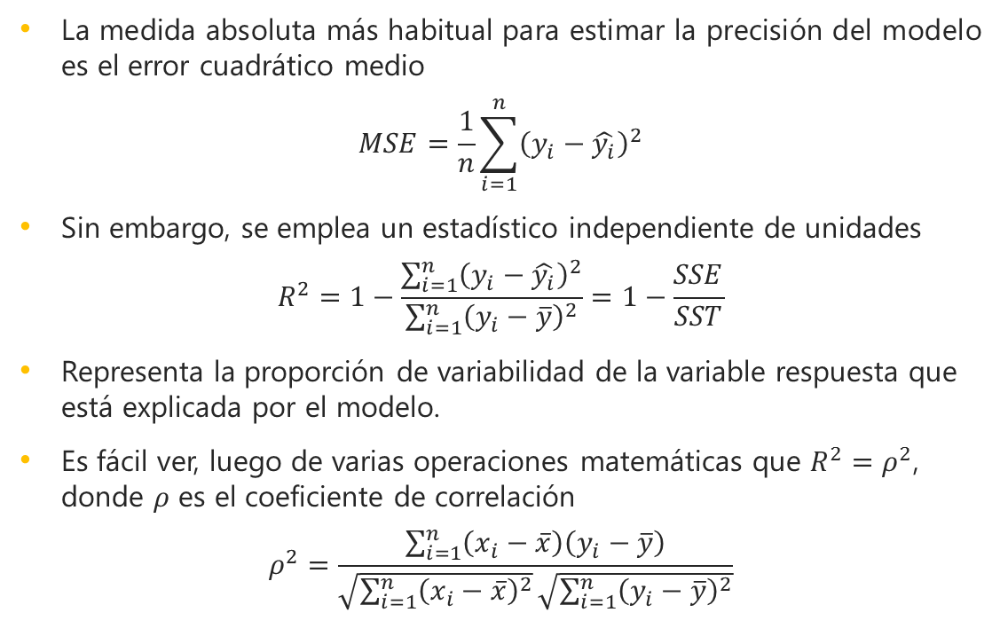 • La medida absoluta más habitual para estimar la precisión del modelo
es el error cuadrático medio
MSE = \frac{1}{n} \sum_{i=1}^{n} (y_i − \hat{y_i})^2
• Sin embargo, se emplea un estadístico independiente de unidades
R^2 = 1 − \frac{\sum_{i=1}^{n} (y_i − \hat{y_i})^2}{\sum_{i=1}^{n} (y_i − \bar{y})^2} = 1 − \frac{SSE}{SST}
• Representa la proporción de variabilidad de la variable respuesta que
está explicada por el modelo.
• Es fácil ver, luego de varias operaciones matemáticas que R^2 = ρ^2,
donde ρ es el coeficiente de correlación
ρ^2 = \frac{\sum_{i=1}^{n} (x_i − \bar{x})(y_i − \bar{y})}{\sqrt{\sum_{i=1}^{n} (x_i − \bar{x})^2} \sqrt{\sum_{i=1}^{n} (y_i − \bar{y})^2}}